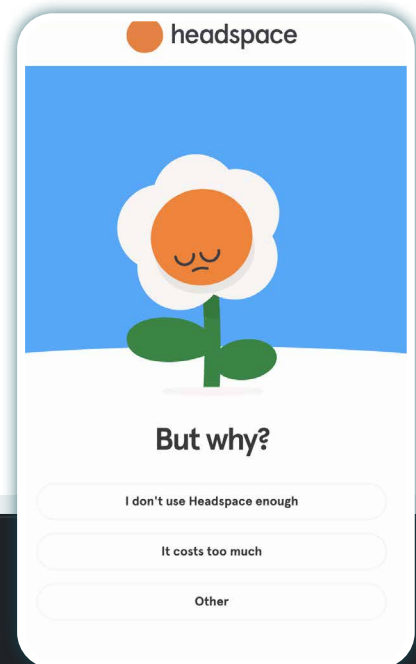 headspace
But why?
I don't use Headspace enough
It costs too much
Other